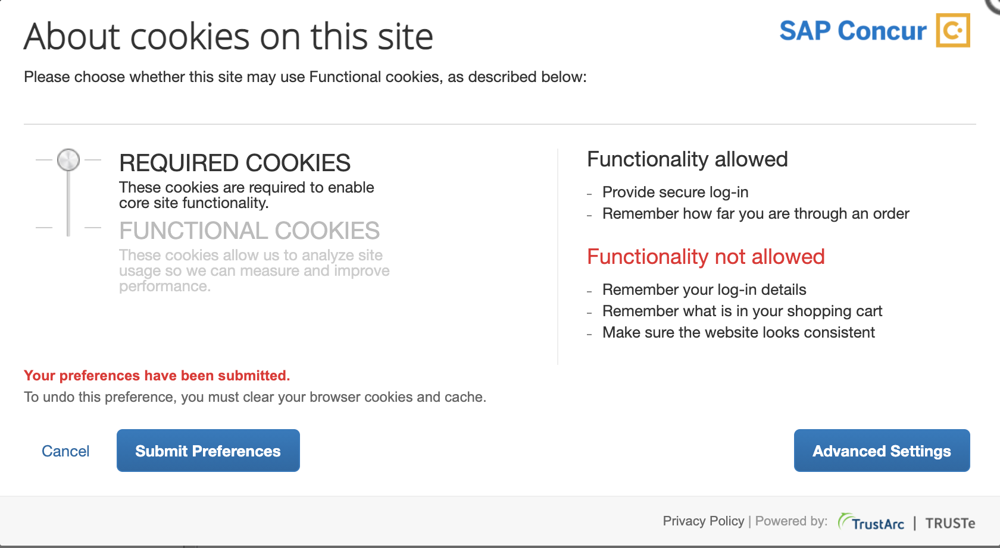 About cookies on this site
SAP Concur C
Please choose whether this site may use Functional cookies, as described below:
REQUIRED COOKIES
These cookies are required to enable
core site functionality.
FUNCTIONAL COOKIES
These cookies allow us to analyze site
usage so we can measure and improve
performance.
Functionality allowed
- Provide secure log-in
- Remember how far you are through an order
Functionality not allowed
- Remember your log-in details
- Remember what is in your shopping cart
- Make sure the website looks consistent
Your preferences have been submitted.
To undo this preference, you must clear your browser cookies and cache.
Cancel
Submit Preferences
Advanced Settings
Privacy Policy | Powered by: TrustArc | TRUSTe